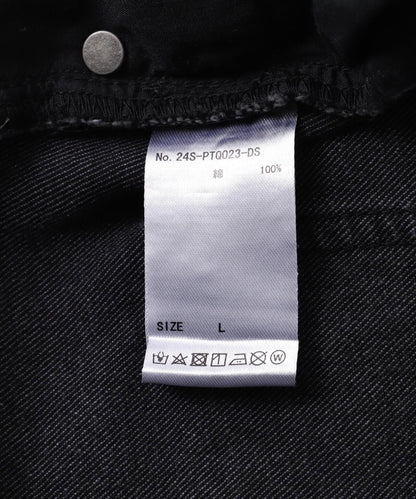 No. 24S-PTQ023-DS
綿 100%
SIZE L
W